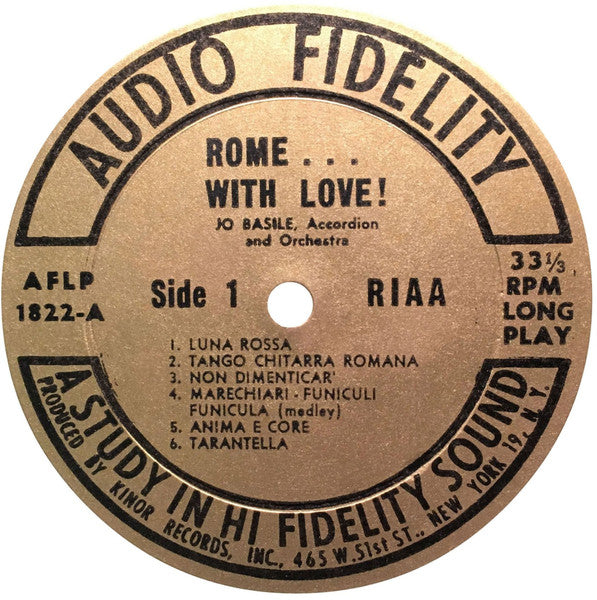 AUDIO FIDELITY
ROME . . .
WITH LOVE!
JO BASILE, Accordion
and Orchestra
AFLP
1822-A
Side 1
RIAA
33 1/3
RPM
LONG
PLAY
1. LUNA ROSSA
2. TANGO CHITARRA ROMANA
3. NON DIMENTICAR'
4. MARECHIARI - FUNICULI
FUNICULA (medley)
5. ANIMA E CORE
6. TARANTELLA
A STUDY IN HI FIDELITY SOUND
PRODUCED BY KINOR RECORDS, INC., 465 W. 51st ST., NEW YORK 19, N. Y.